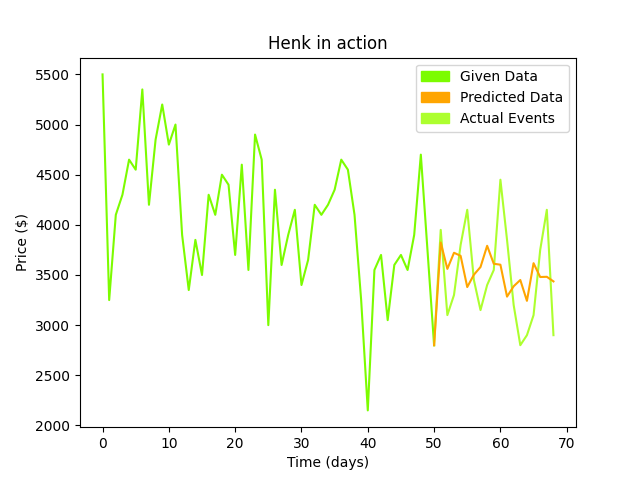 Henk in action
Given Data
Predicted Data
Actual Events
Price ($)
5500
5000
4500
4000
3500
3000
2500
2000
0 10 20 30 40 50 60 70
Time (days)